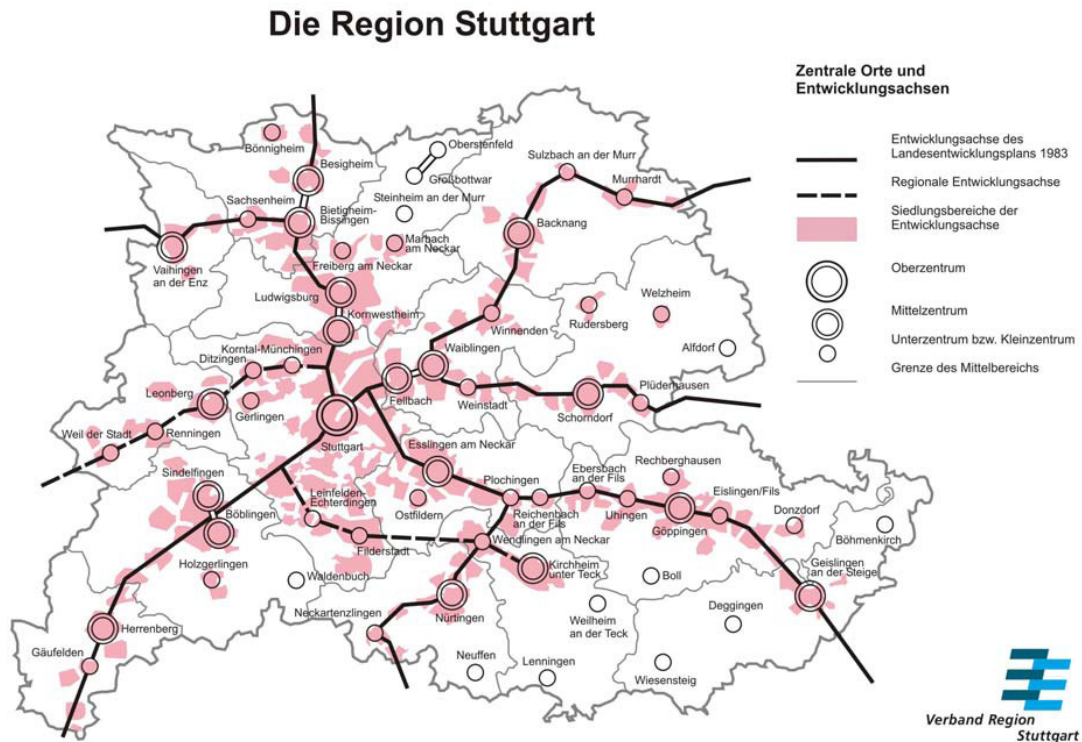 Die Region Stuttgart
Zentrale Orte und
Entwicklungsachsen
Entwicklungsachse des
Landesentwicklungsplans 1983
Regionale Entwicklungsachse
Siedlungsbereiche der
Entwicklungsachse
Oberzentrum
Mittelzentrum
Unterzentrum bzw. Kleinzentrum
Grenze des Mittelbereichs
Bönnigheim
Besigheim
Oberstenfeld
Großbottwar
Sulzbach an der Murr
Murrhardt
Sachsenheim
Steinheim an der Murr
Bietigheim-
Bissingen
Backnang
Marbach
am Neckar
Vaihingen
an der Enz
Freiberg am Neckar
Ludwigsburg
Kornwestheim
Welzheim
Rudersberg
Winnenden
Korntal-Münchingen
Ditzingen
Waiblingen
Alfdorf
Leonberg
Gerlingen
Fellbach
Weinstadt
Plüderhausen
Schorndorf
Weil der Stadt
Renningen
Stuttgart
Esslingen am Neckar
Sindelfingen
Plochingen
Ebersbach
an der Fils
Rechberghausen
Leinfelden-
Echterdingen
Eislingen/Fils
Böblingen
Ostfildern
Reichenbach
an der Fils
Uhingen
Göppingen
Donzdorf
Böhmenkirch
Filderstadt
Wendlingen am Neckar
Holzgerlingen
Waldenbuch
Kirchheim
unter Teck
Boll
Geislingen
an der Steige
Neckartenzlingen
Nürtingen
Weilheim
an der Teck
Deggingen
Herrenberg
Gäufelden
Neuffen
Lenningen
Wiesensteig
Verband Region
Stuttgart